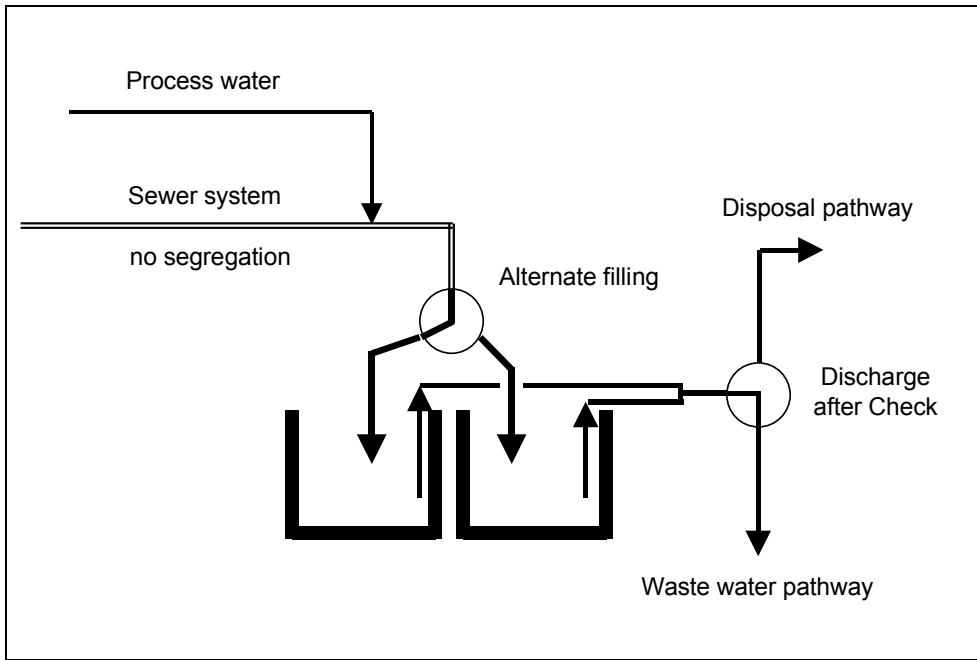 Process water
Sewer system
no segregation
Disposal pathway
Alternate filling
Discharge
after Check
Waste water pathway